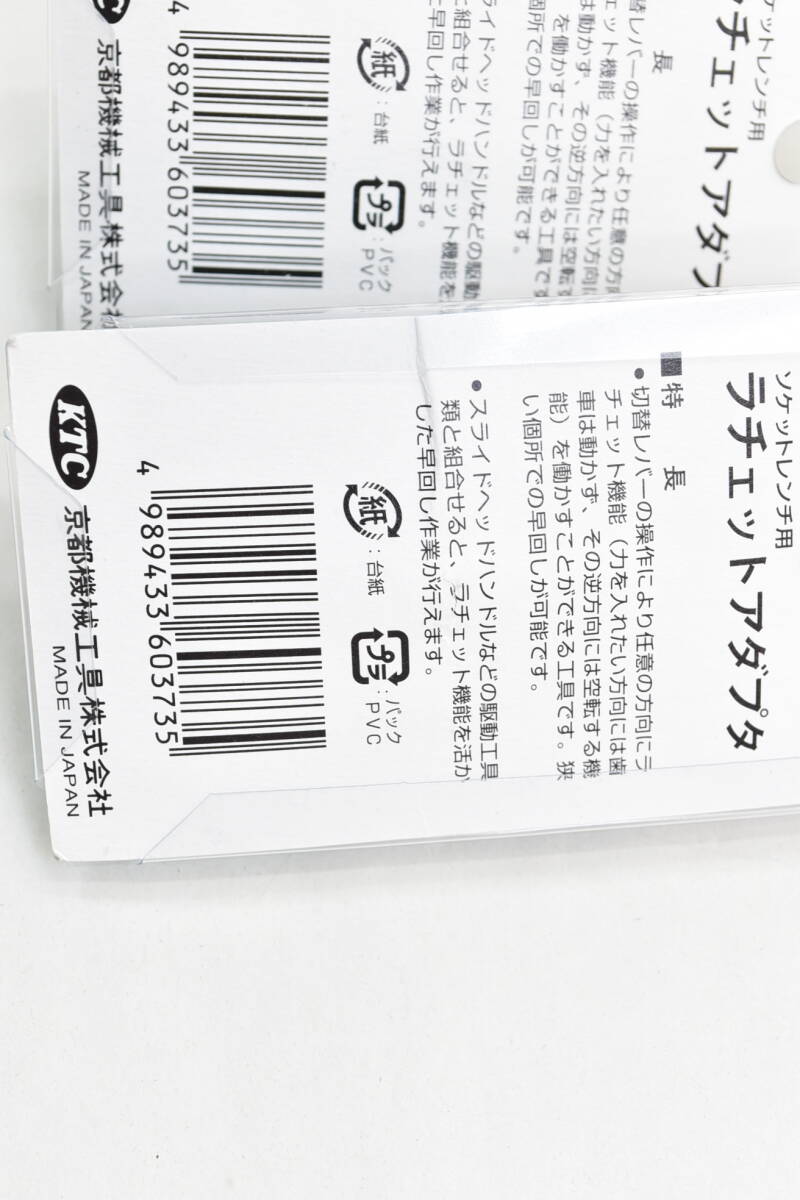 ケットレンチ用
チェットアダプ
長
替レバーの操作により任意の方向
ェット機能（力を入れたい方向に
は動かず、その逆方向には空転す
を働かすことができる工具です
個所での早回しが可能です。
ライドヘッドハンドルなどの駆動
と組合せると、ラチェット機能を
た早回し作業が行えます。
紙：台紙
プラ：パック
PVC
4 989433 603735
京都機械工具株式会
MADE IN JAPAN
ソケットレンチ用
ラチェットアダプタ
■特 長
●切替レバーの操作により任意の方向にラ
チェット機能（力を入れたい方向には歯
車は動かず、その逆方向には空転する機
能）を働かすことができる工具です。狭
い個所での早回しが可能です。
●スライドヘッドハンドルなどの駆動工具
類と組合せると、ラチェット機能を活か
した早回し作業が行えます。
紙：台紙
プラ：パック
PVC
4 989433 603735
KTC 京都機械工具株式会社
MADE IN JAPAN